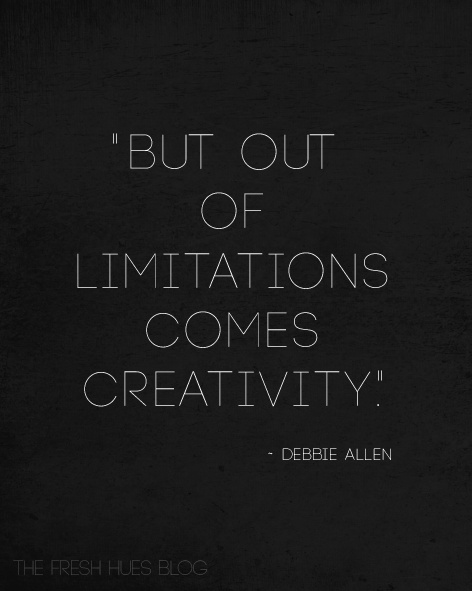 "BUT OUT
OF
LIMITATIONS
COMES
CREATIVITY."
~ DEBBIE ALLEN
THE FRESH HUES BLOG